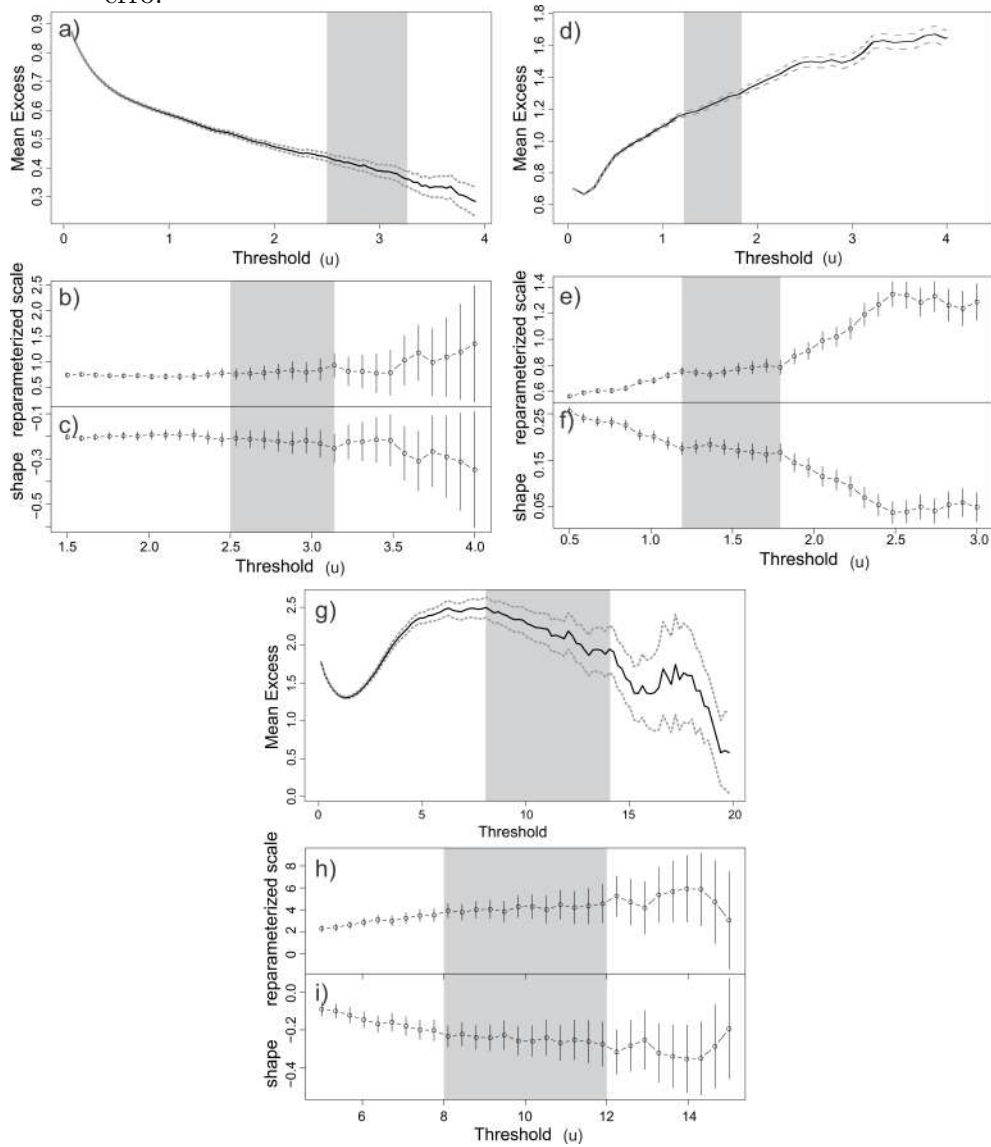 erro.
a)
Mean Excess
0.3 0.4 0.5 0.6 0.7 0.8 0.9
0 1 2 3 4
Threshold (u)
d)
Mean Excess
0.6 0.8 1.0 1.2 1.4 1.6 1.8
0 1 2 3 4
Threshold (u)
b)
reparameterized scale
0.5 1.0 1.5 2.0 2.5
c)
shape
-0.5 -0.3 -0.1
1.5 2.0 2.5 3.0 3.5 4.0
Threshold (u)
e)
reparameterized scale
0.6 0.8 1.0 1.2 1.4
f)
shape
0.05 0.15 0.25
0.5 1.0 1.5 2.0 2.5 3.0
Threshold (u)
g)
Mean Excess
0.0 0.5 1.0 1.5 2.0 2.5
0 5 10 15 20
Threshold
h)
reparameterized scale
0 2 4 6 8
i)
shape
−0.4 −0.2 0.0
6 8 10 12 14
Threshold (u)